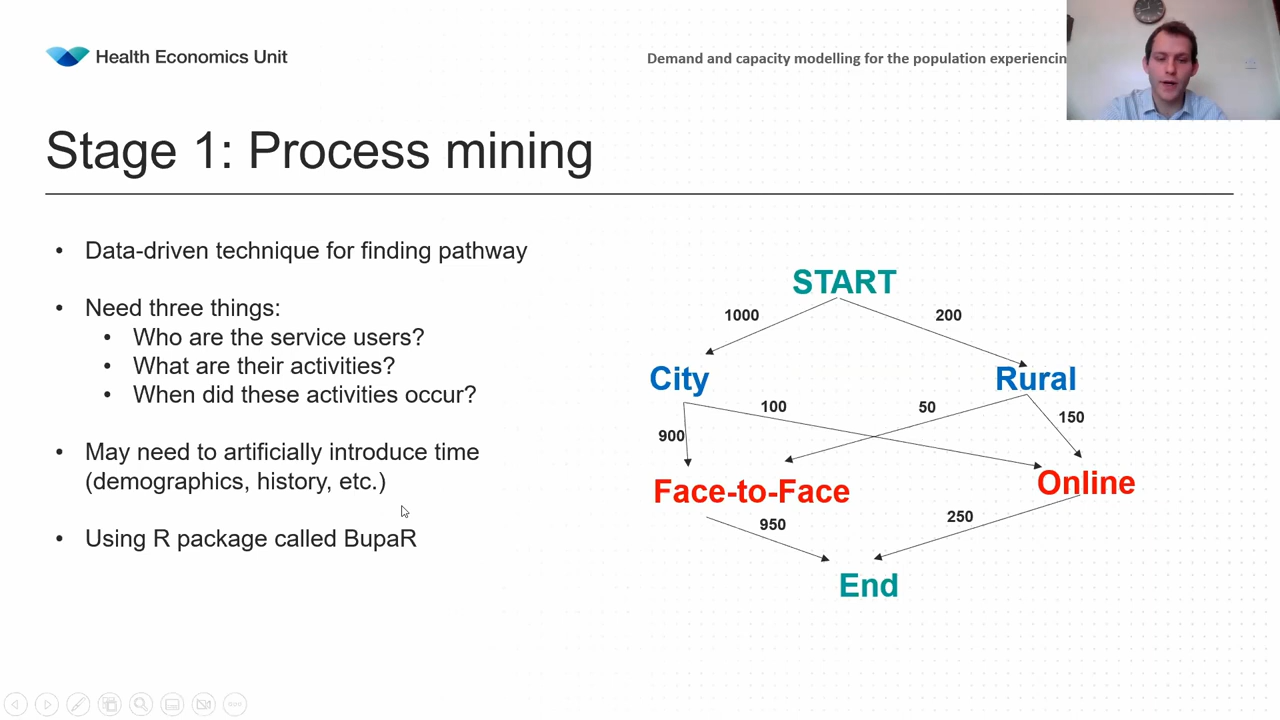 Health Economics Unit
Demand and capacity modelling for the population experiencin
Stage 1: Process mining
• Data-driven technique for finding pathway
• Need three things:
• Who are the service users?
• What are their activities?
• When did these activities occur?
• May need to artificially introduce time
(demographics, history, etc.)
• Using R package called BupaR
START
1000
200
City
Rural
100
50
150
900
Face-to-Face
Online
950
250
End